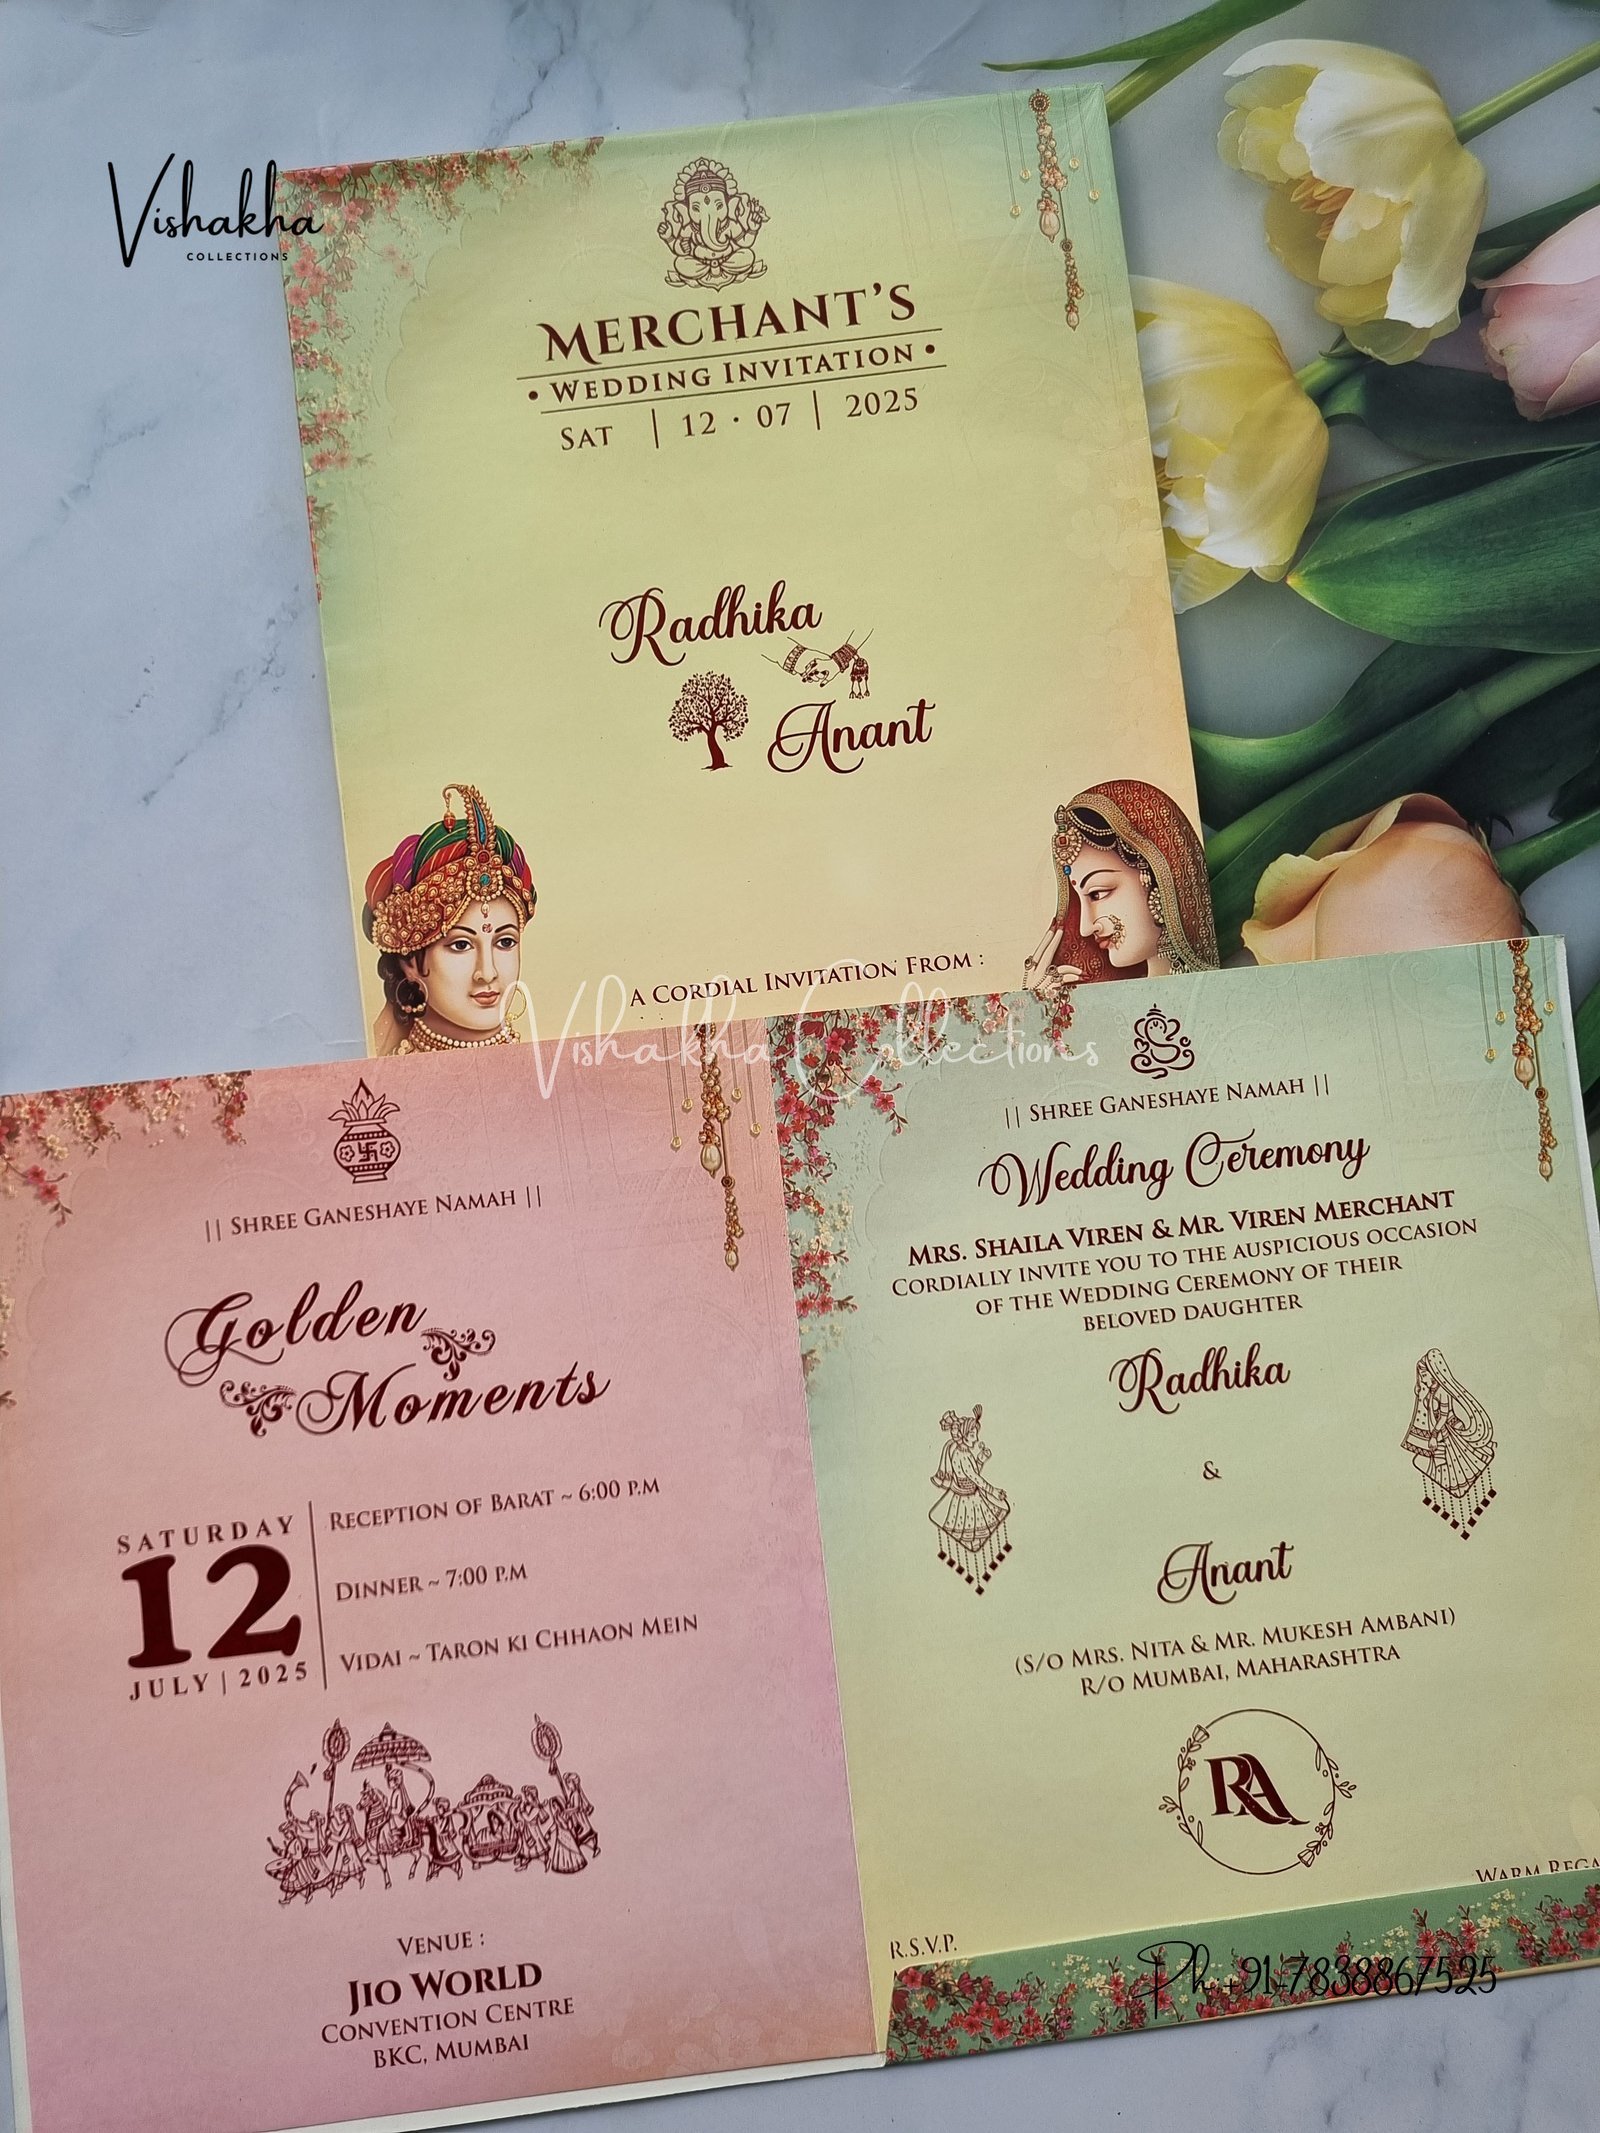 Vishakha
COLLECTIONS
MERCHANT'S
• WEDDING INVITATION •
SAT | 12 · 07 | 2025
Radhika
Anant
A CORDIAL INVITATION FROM :
Vishakha Collections
|| SHREE GANESHAYE NAMAH ||
Golden
Moments
SATURDAY
12
JULY | 2025
RECEPTION OF BARAT ~ 6:00 P.M
DINNER ~ 7:00 P.M
VIDAI ~ TARON KI CHHAON MEIN
VENUE :
JIO WORLD
CONVENTION CENTRE
BKC, MUMBAI
|| SHREE GANESHAYE NAMAH ||
Wedding Ceremony
MRS. SHAILA VIREN & MR. VIREN MERCHANT
CORDIALLY INVITE YOU TO THE AUSPICIOUS OCCASION
OF THE WEDDING CEREMONY OF THEIR
BELOVED DAUGHTER
Radhika
&
Anant
(S/O MRS. NITA & MR. MUKESH AMBANI)
R/O MUMBAI, MAHARASHTRA
RA
WARM
R.S.V.P.
Ph +91-7838867525